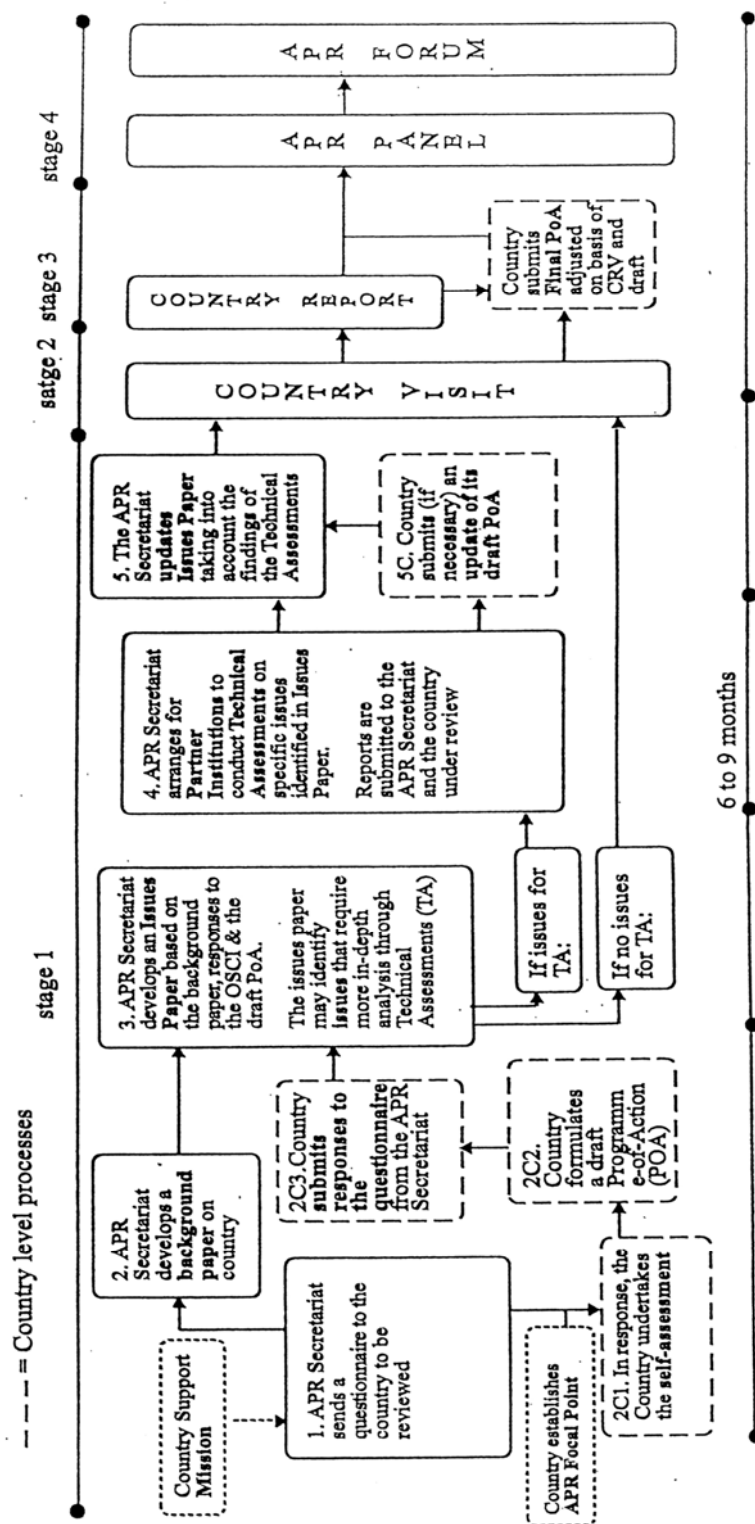 — — — = Country level processes
stage 1
satge 2
stage 3
stage 4
Country Support
Mission
1. APR Secretariat
sends a
questionnaire to the
country to be
reviewed
Country establishes
APR Focal Point
2. APR
Secretariat
develops a
background
paper on
country
2C1. In response, the
Country undertakes
the self-assessment
2C2.
Country
formulates
a draft
Programm
e-of-Action
(POA)
2C3. Country
submits
responses to
the
questionnaire
from the APR
Secretariat
3. APR Secretariat
develops an Issues
Paper based on
the background
paper, responses to
the OSCI & the
draft PoA.
The issues paper
may identify
issues that require
more in-depth
analysis through
Technical
Assessments (TA)
If issues for
TA:
If no issues
for TA:
4. APR Secretariat
arranges for
Partner
Institutions to
conduct Technical
Assessments on
specific issues
identified in Issues
Paper.
Reports are
submitted to the
APR Secretariat
and the country
under review
5. The APR
Secretariat
updates
Issues Paper
taking into
account the
findings of
the Technical
Assessments
5C. Country
submits (if
necessary) an
update of its
draft PoA
COUNTRY VISIT
COUNTRY REPORT
Country
submits
Final PoA
adjusted
on basis of
CRV and
draft
APR PANEL
APR FORUM
6 to 9 months